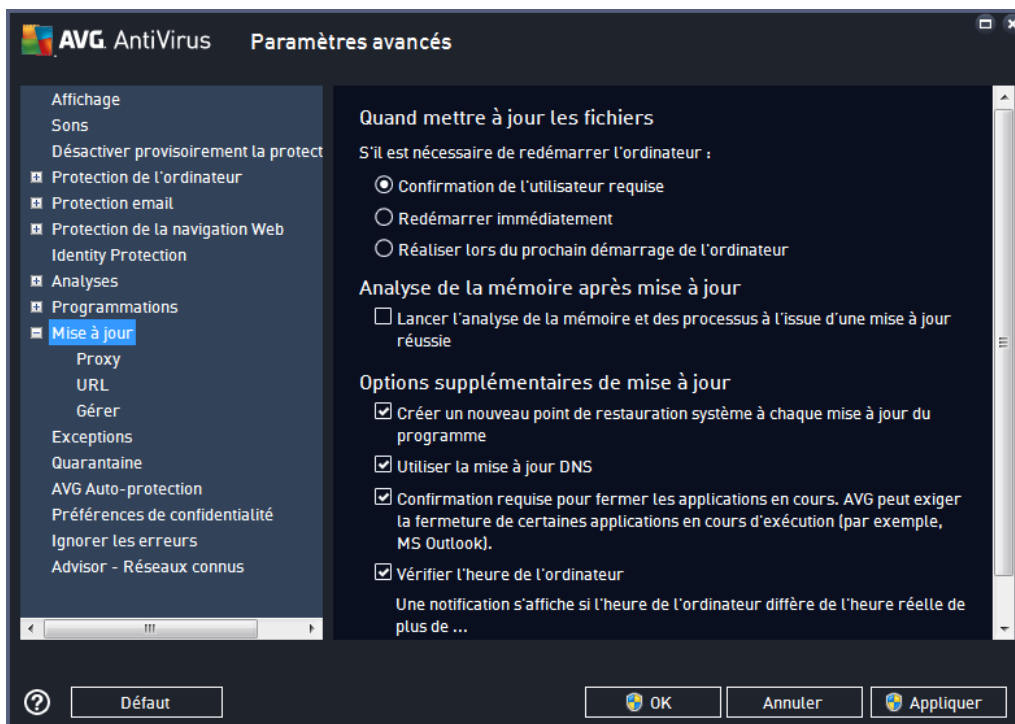 AVG. AntiVirus Paramètres avancés
Affichage
Sons
Désactiver provisoirement la protect
Protection de l'ordinateur
Protection email
Protection de la navigation Web
Identity Protection
Analyses
Programmations
Mise à jour
Proxy
URL
Gérer
Exceptions
Quarantaine
AVG Auto-protection
Préférences de confidentialité
Ignorer les erreurs
Advisor - Réseaux connus
Quand mettre à jour les fichiers
S'il est nécessaire de redémarrer l'ordinateur :
Confirmation de l'utilisateur requise
Redémarrer immédiatement
Réaliser lors du prochain démarrage de l'ordinateur
Analyse de la mémoire après mise à jour
Lancer l'analyse de la mémoire et des processus à l'issue d'une mise à jour
réussie
Options supplémentaires de mise à jour
Créer un nouveau point de restauration système à chaque mise à jour du
programme
Utiliser la mise à jour DNS
Confirmation requise pour fermer les applications en cours. AVG peut exiger
la fermeture de certaines applications en cours d'exécution (par exemple,
MS Outlook).
Vérifier l'heure de l'ordinateur
Une notification s'affiche si l'heure de l'ordinateur diffère de l'heure réelle de
plus de ...
? Défaut OK Annuler Appliquer